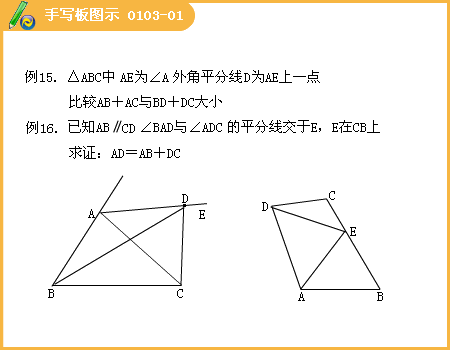 手写板图示 0103-01
例15. △ABC中 AE为∠A 外角平分线D为AE上一点
比较AB＋AC与BD＋DC大小
例16. 已知AB∥CD ∠BAD与∠ADC 的平分线交于E, E在CB上
求证: AD＝AB＋DC
A
D
E
B
C
D
C
E
A
B